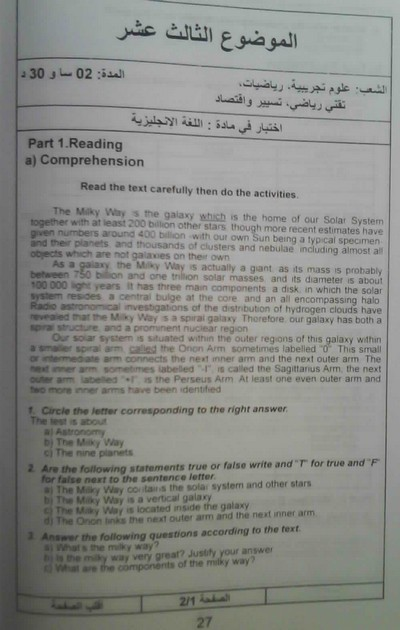 الموضوع الثالث عشر
الشعب: علوم تجريبية، رياضيات،
تقني رياضي، تسيير واقتصاد
المدة: 02 سا و 30 د
اختبار في مادة : اللغة الإنجليزية
Part 1.Reading
a) Comprehension
Read the text carefully then do the activities.
The Milky Way is the galaxy which is the home of our Solar System
together with at least 200 billion other stars, though more recent estimates have
given numbers around 400 billion -with our own Sun being a typical specimen
and their planets, and thousands of clusters and nebulae, including almost all
objects which are not galaxies on their own.
As a galaxy, the Milky Way is actually a giant, as its mass is probably
between 750 billion and one trillion solar masses, and its diameter is about
100 000 light years. It has three main components a disk, in which the solar
system resides, a central bulge at the core, and an all encompassing halo.
Radio astronomical investigations of the distribution of hydrogen clouds have
revealed that the Milky Way is a spiral galaxy. Therefore, our galaxy has both a
spiral structure, and a prominent nuclear region.
Our solar system is situated within the outer regions of this galaxy within
a smaller spiral arm, called the Orion Arm, sometimes labelled "0". This small
or intermediate arm connects the next inner arm and the next outer arm. The
next inner arm, sometimes labelled "-I", is called the Sagittarius Arm, the next
outer arm, labelled "+I", is the Perseus Arm. At least one even outer arm and
two more inner arms have been identified.
1. Circle the letter corresponding to the right answer.
The test is about
a) Astronomy
b) The Milky Way
c) The nine planets
2. Are the following statements true or false write and "T" for true and "F"
for false next to the sentence letter.
a) The Milky Way contains the solar system and other stars
b) The Milky Way is a vertical galaxy
c) The Milky Way is located inside the galaxy
d) The Orion links the next outer arm and the next inner arm.
3. Answer the following questions according to the text.
a) What's the milky way?
b) Is the milky way very great? Justify your answer
c) What are the components of the milky way?
الصفحة 2/1
اقلب الصفحة
27